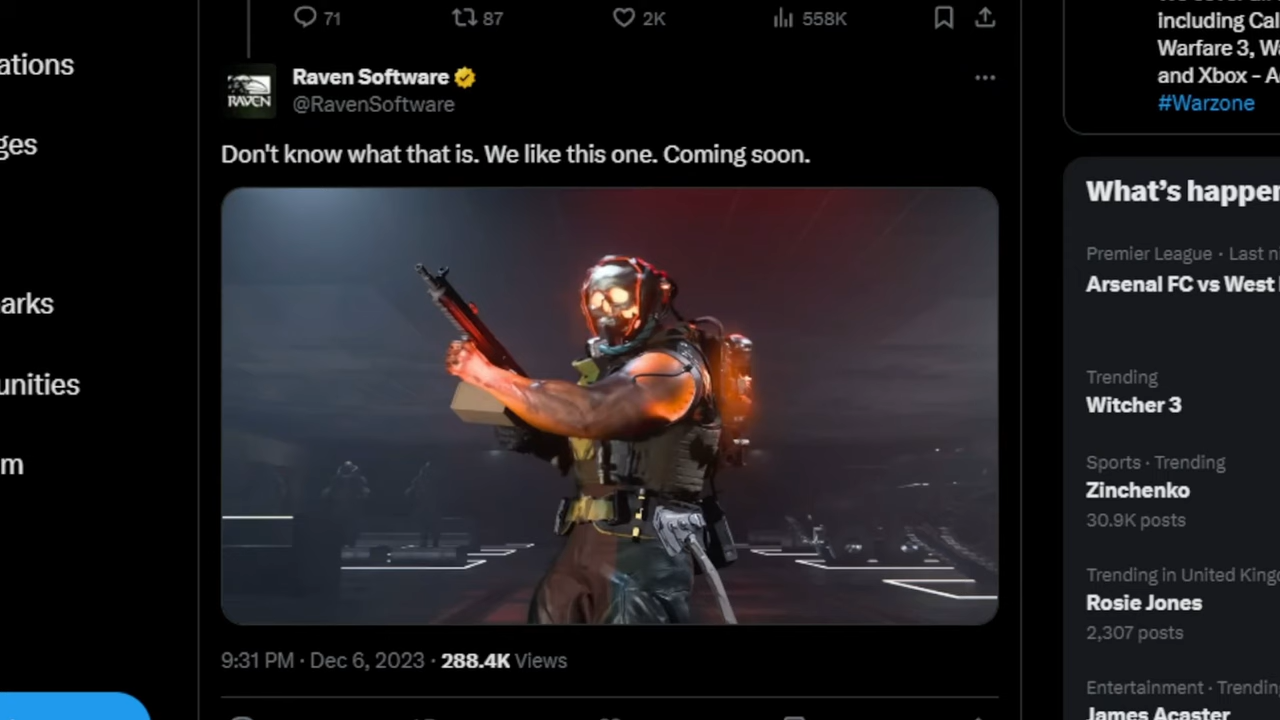 71 87 2K 558K
ations
ges
arks
unities
m
RAVEN
Raven Software
@RavenSoftware
Don't know what that is. We like this one. Coming soon.
9:31 PM · Dec 6, 2023 · 288.4K Views
including Cal
Warfare 3, W
and Xbox - A
#Warzone
What's happen
Premier League · Last n
Arsenal FC vs West
Trending
Witcher 3
Sports · Trending
Zinchenko
30.9K posts
Trending in United King
Rosie Jones
2,307 posts
Entertainment · Trendin
James Acaster